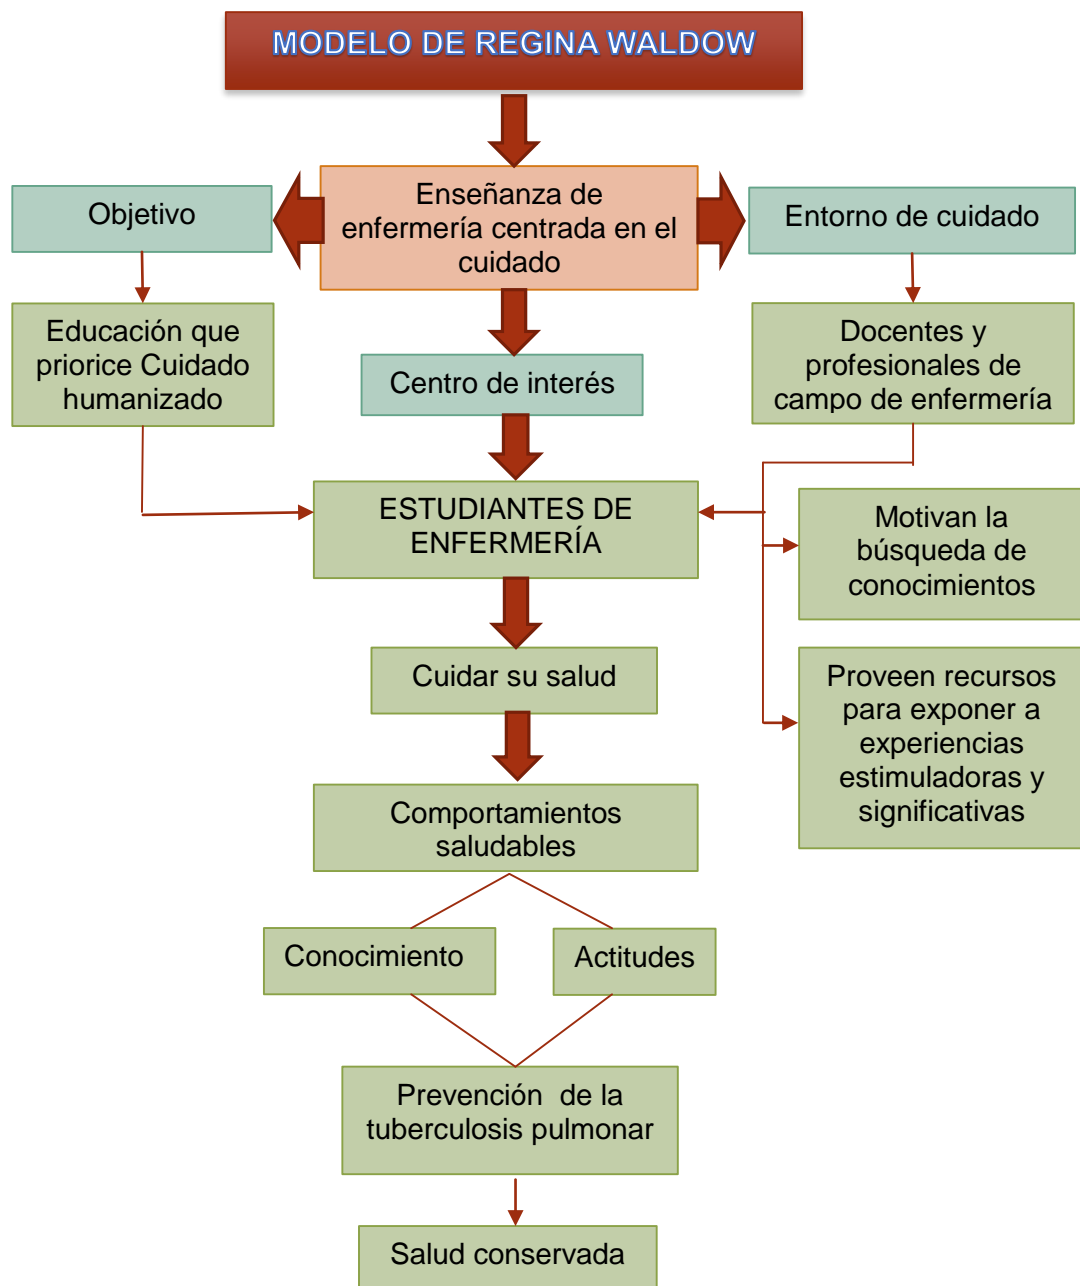 MODELO DE REGINA WALDOW
Enseñanza de
enfermería centrada en el
cuidado
Objetivo
Entorno de cuidado
Educación que
priorice Cuidado
humanizado
Centro de interés
Docentes y
profesionales de
campo de enfermería
ESTUDIANTES DE
ENFERMERÍA
Motivan la
búsqueda de
conocimientos
Cuidar su salud
Proveen recursos
para exponer a
experiencias
estimuladoras y
significativas
Comportamientos
saludables
Conocimiento
Actitudes
Prevención  de la
tuberculosis pulmonar
Salud conservada